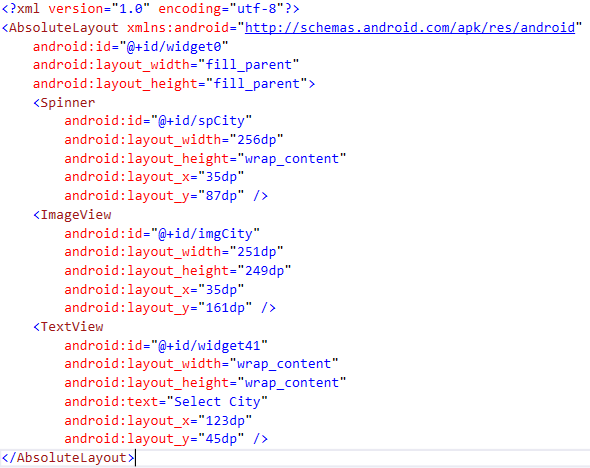 <?xml version="1.0" encoding="utf-8"?>
<AbsoluteLayout xmlns:android="http://schemas.android.com/apk/res/android"
    android:id="@+id/widget0"
    android:layout_width="fill_parent"
    android:layout_height="fill_parent">
    <Spinner
        android:id="@+id/spCity"
        android:layout_width="256dp"
        android:layout_height="wrap_content"
        android:layout_x="35dp"
        android:layout_y="87dp" />
    <ImageView
        android:id="@+id/imgCity"
        android:layout_width="251dp"
        android:layout_height="249dp"
        android:layout_x="35dp"
        android:layout_y="161dp" />
    <TextView
        android:id="@+id/widget41"
        android:layout_width="wrap_content"
        android:layout_height="wrap_content"
        android:text="Select City"
        android:layout_x="123dp"
        android:layout_y="45dp" />
</AbsoluteLayout>